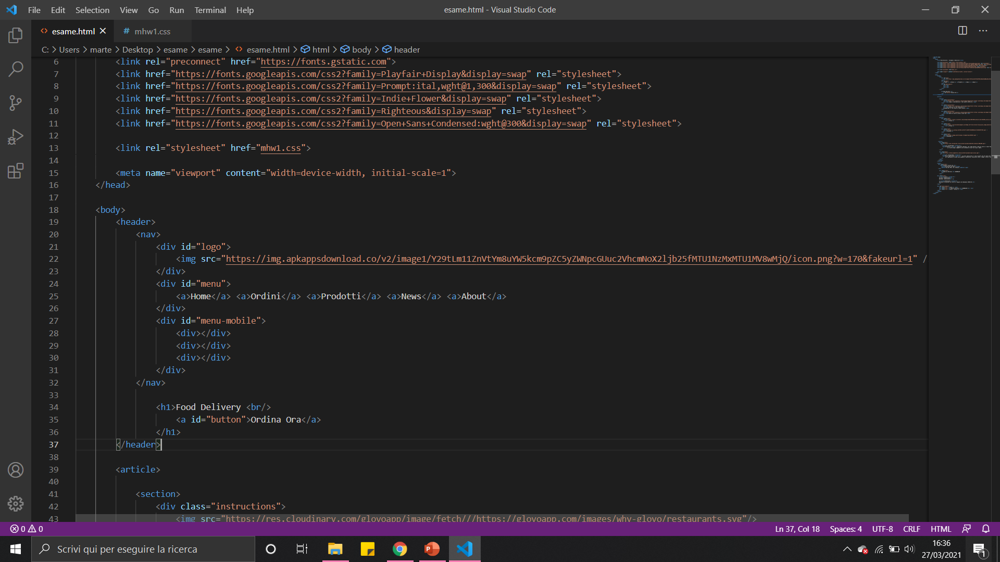 File Edit Selection View Go Run Terminal Help
esame.html - Visual Studio Code
esame.html
# mhw1.css
C: > Users > marte > Desktop > esame > esame > esame.html > html > body > header
6 <link rel="preconnect" href="https://fonts.gstatic.com">
7 <link href="https://fonts.googleapis.com/css2?family=Playfair+Display&display=swap" rel="stylesheet">
8 <link href="https://fonts.googleapis.com/css2?family=Prompt:ital,wght@1,300&display=swap" rel="stylesheet">
9 <link href="https://fonts.googleapis.com/css2?family=Indie+Flower&display=swap" rel="stylesheet">
10 <link href="https://fonts.googleapis.com/css2?family=Righteous&display=swap" rel="stylesheet">
11 <link href="https://fonts.googleapis.com/css2?family=Open+Sans+Condensed:wght@300&display=swap" rel="stylesheet">
12
13 <link rel="stylesheet" href="mhw1.css">
14
15 <meta name="viewport" content="width=device-width, initial-scale=1">
16 </head>
17
18 <body>
19 <header>
20 <nav>
21 <div id="logo">
22 <img src="https://img.apkappsdownload.co/v2/image1/Y29tLm11ZnVtYm8uYW5kcm9pZC5yZWNpcGUuc2VhcmNoX2ljb25fMTU1NzMxMTU1MV8wMjQ/icon.png?w=170&fakeurl=1" /
23 </div>
24 <div id="menu">
25 <a>Home</a> <a>Ordini</a> <a>Prodotti</a> <a>News</a> <a>About</a>
26 </div>
27 <div id="menu-mobile">
28 <div></div>
29 <div></div>
30 <div></div>
31 </div>
32 </nav>
33
34 <h1>Food Delivery <br/>
35 <a id="button">Ordina Ora</a>
36 </h1>
37 </header>
38
39 <article>
40
41 <section>
42 <div class="instructions">
43 <img src="https://res.cloudinary.com/glovoapp/image/fetch///https://glovoapp.com/images/why-glovo/restaurants.svg"/>
0 0
Ln 37, Col 18 Spaces: 4 UTF-8 CRLF HTML
Scrivi qui per eseguire la ricerca
16:36
27/03/2021
1